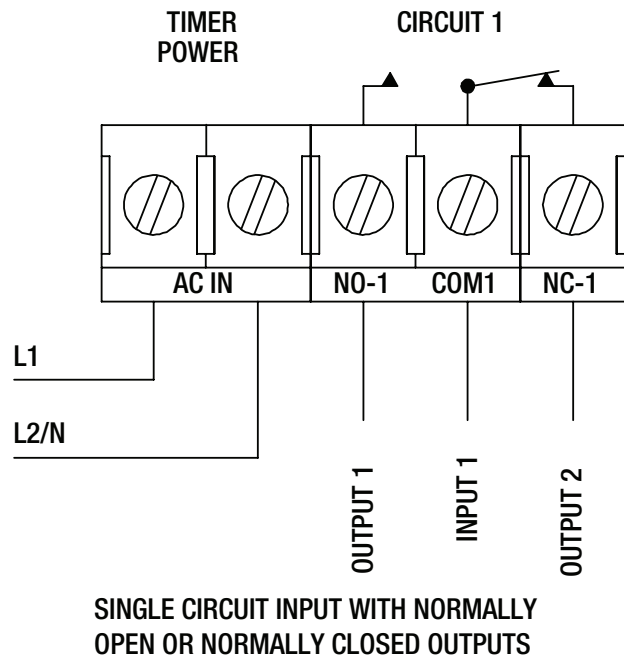 TIMER
POWER
CIRCUIT 1
AC IN
NO-1
COM1
NC-1
L1
L2/N
OUTPUT 1
INPUT 1
OUTPUT 2
SINGLE CIRCUIT INPUT WITH NORMALLY
OPEN OR NORMALLY CLOSED OUTPUTS